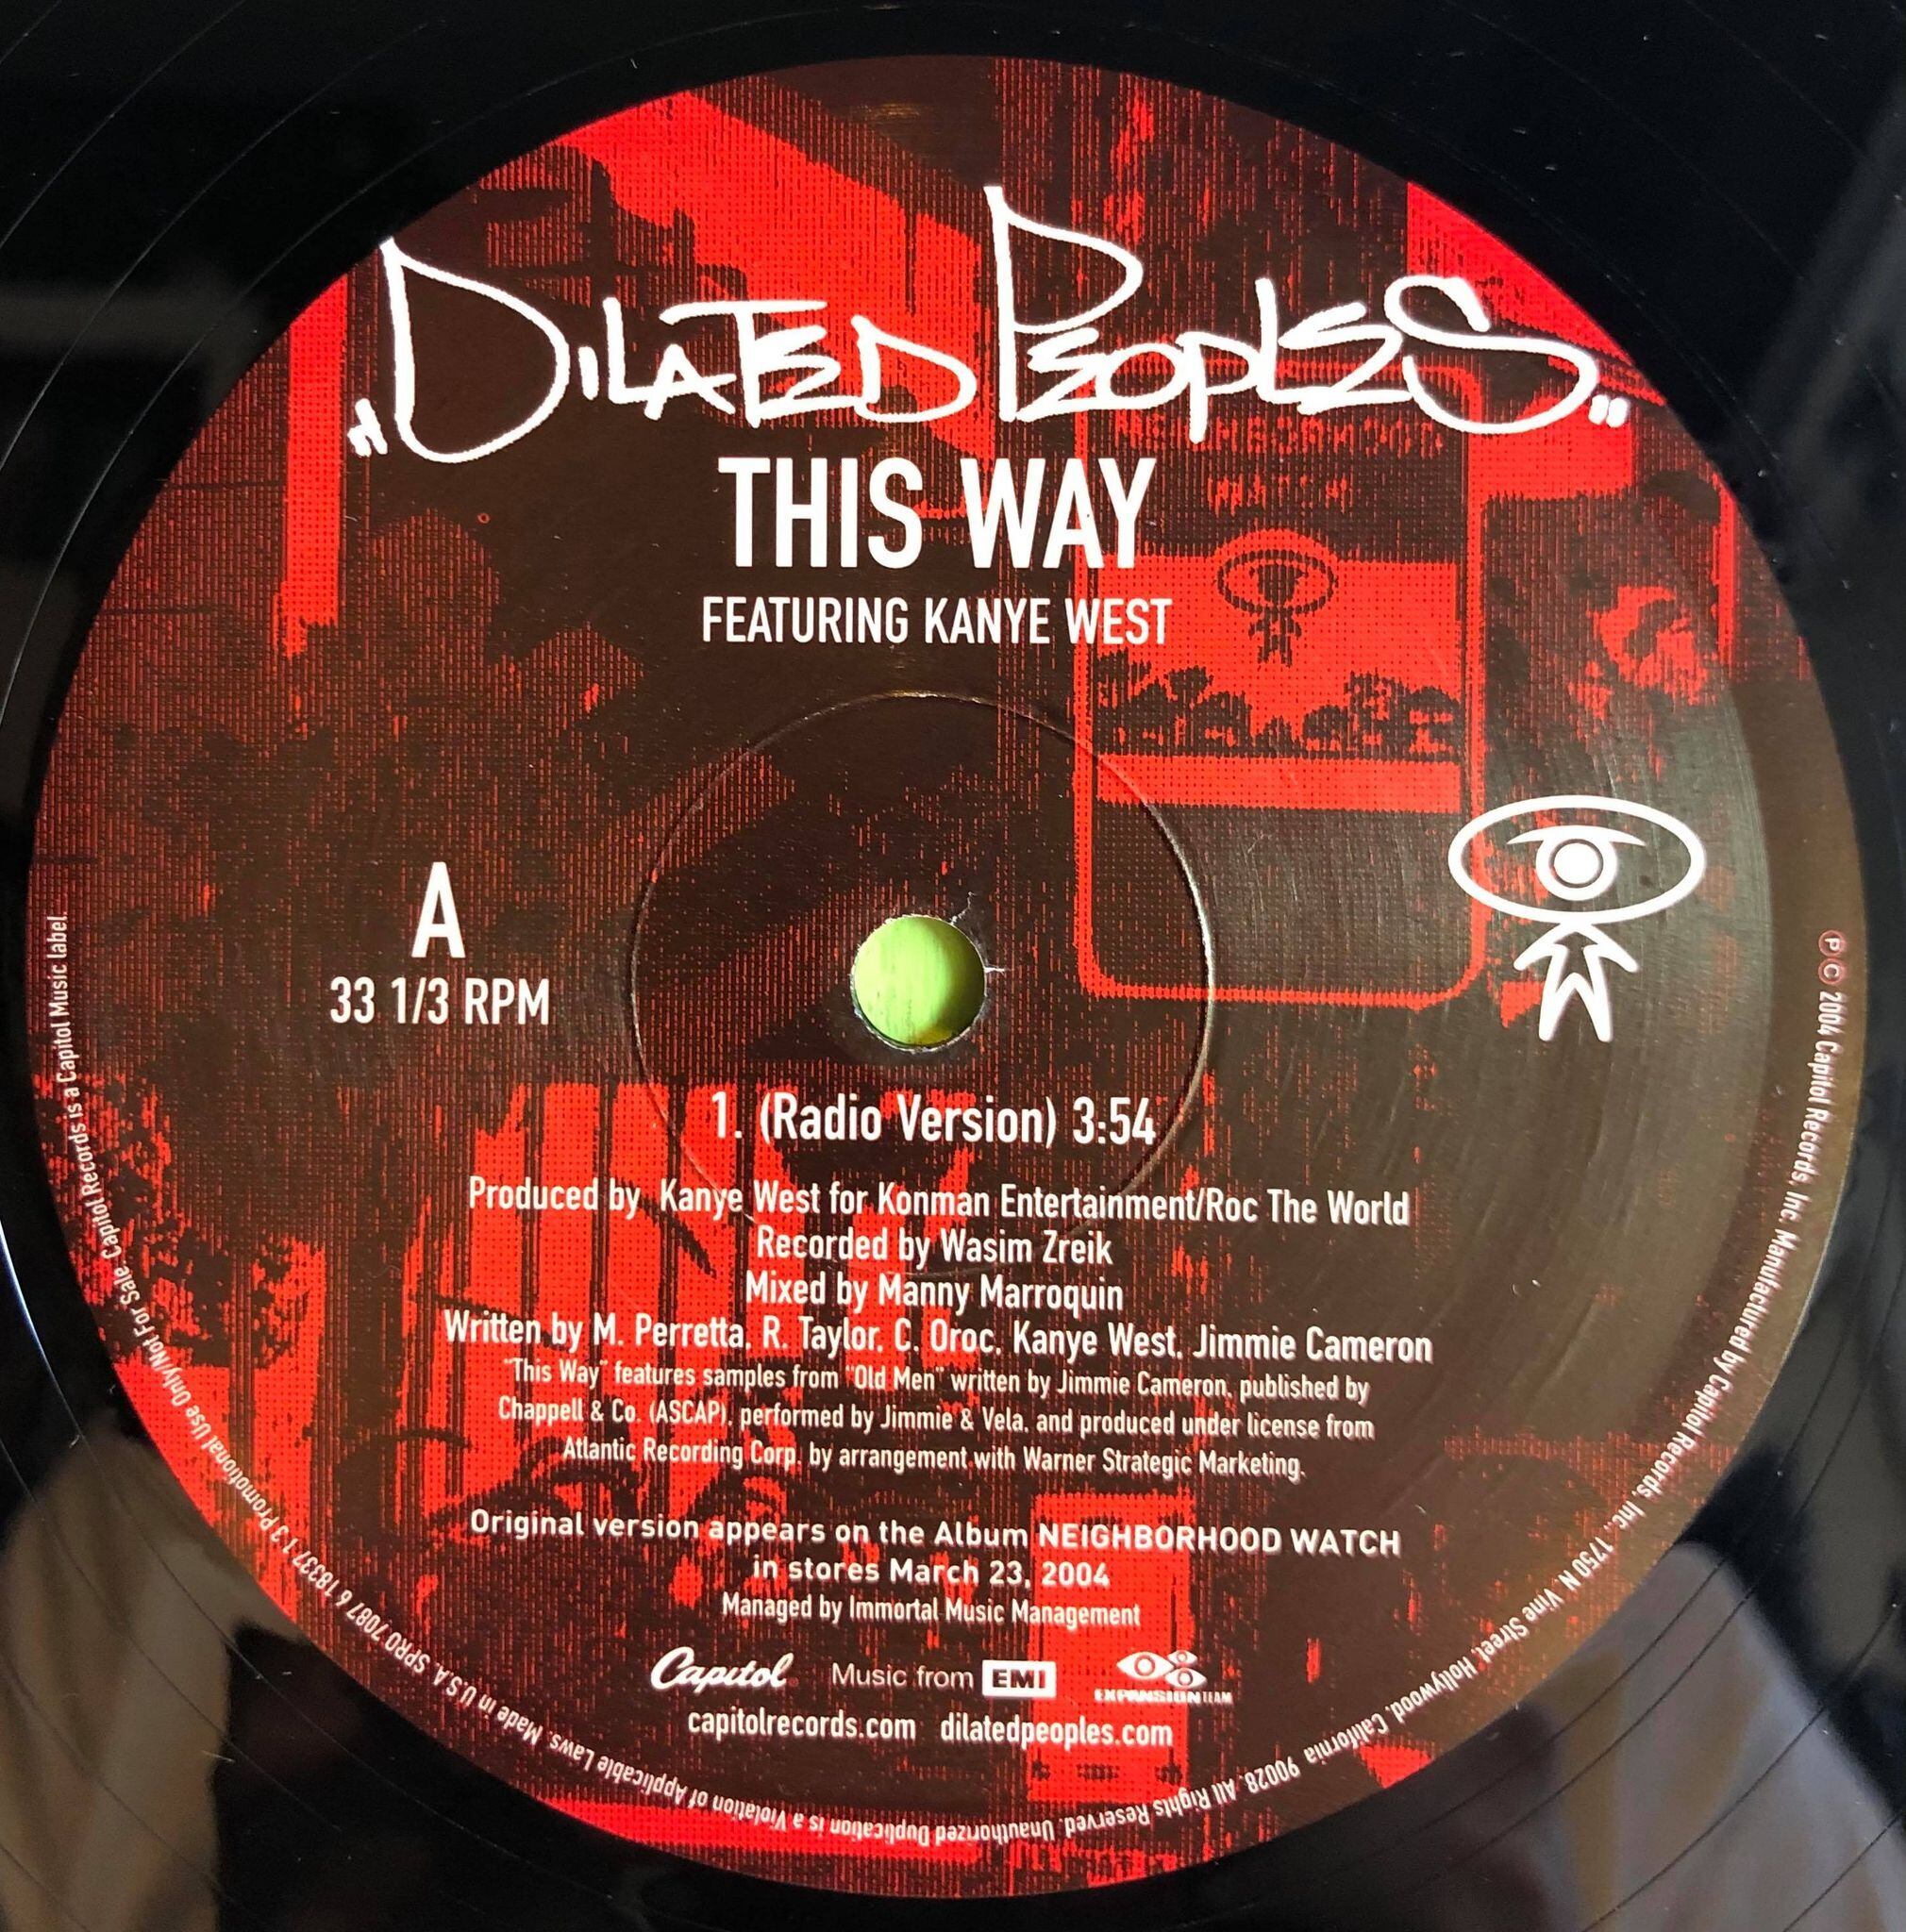 "DILATED PEOPLES"
THIS WAY
FEATURING KANYE WEST
NEIGHBORHOOD
WATCH
A
33 1/3 RPM
1. (Radio Version) 3:54
Produced by Kanye West for Konman Entertainment/Roc The World
Recorded by Wasim Zreik
Mixed by Manny Marroquin
Written by M. Perretta, R. Taylor, C. Oroc, Kanye West, Jimmie Cameron
"This Way" features samples from "Old Men" written by Jimmie Cameron, published by
Chappell & Co. (ASCAP), performed by Jimmie & Vela, and produced under license from
Atlantic Recording Corp. by arrangement with Warner Strategic Marketing.
Original version appears on the Album NEIGHBORHOOD WATCH
in stores March 23, 2004
Managed by Immortal Music Management
Capitol Music from EMI EXPANSION TEAM
capitolrecords.com dilatedpeoples.com
℗© 2004 Capitol Records, Inc. Manufactured by Capitol Records, Inc., 1750 N. Vine Street, Hollywood, California 90028. All Rights Reserved. Unauthorized Duplication is a Violation of Applicable Laws. Made in U.S.A. SPRO 7087 6 18337 1 3 Promotional Use Only/Not For Sale. Capitol Records is a Capitol Music label